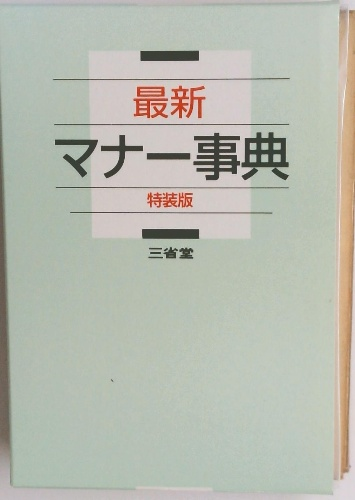 最新
マナー事典
特装版
三省堂